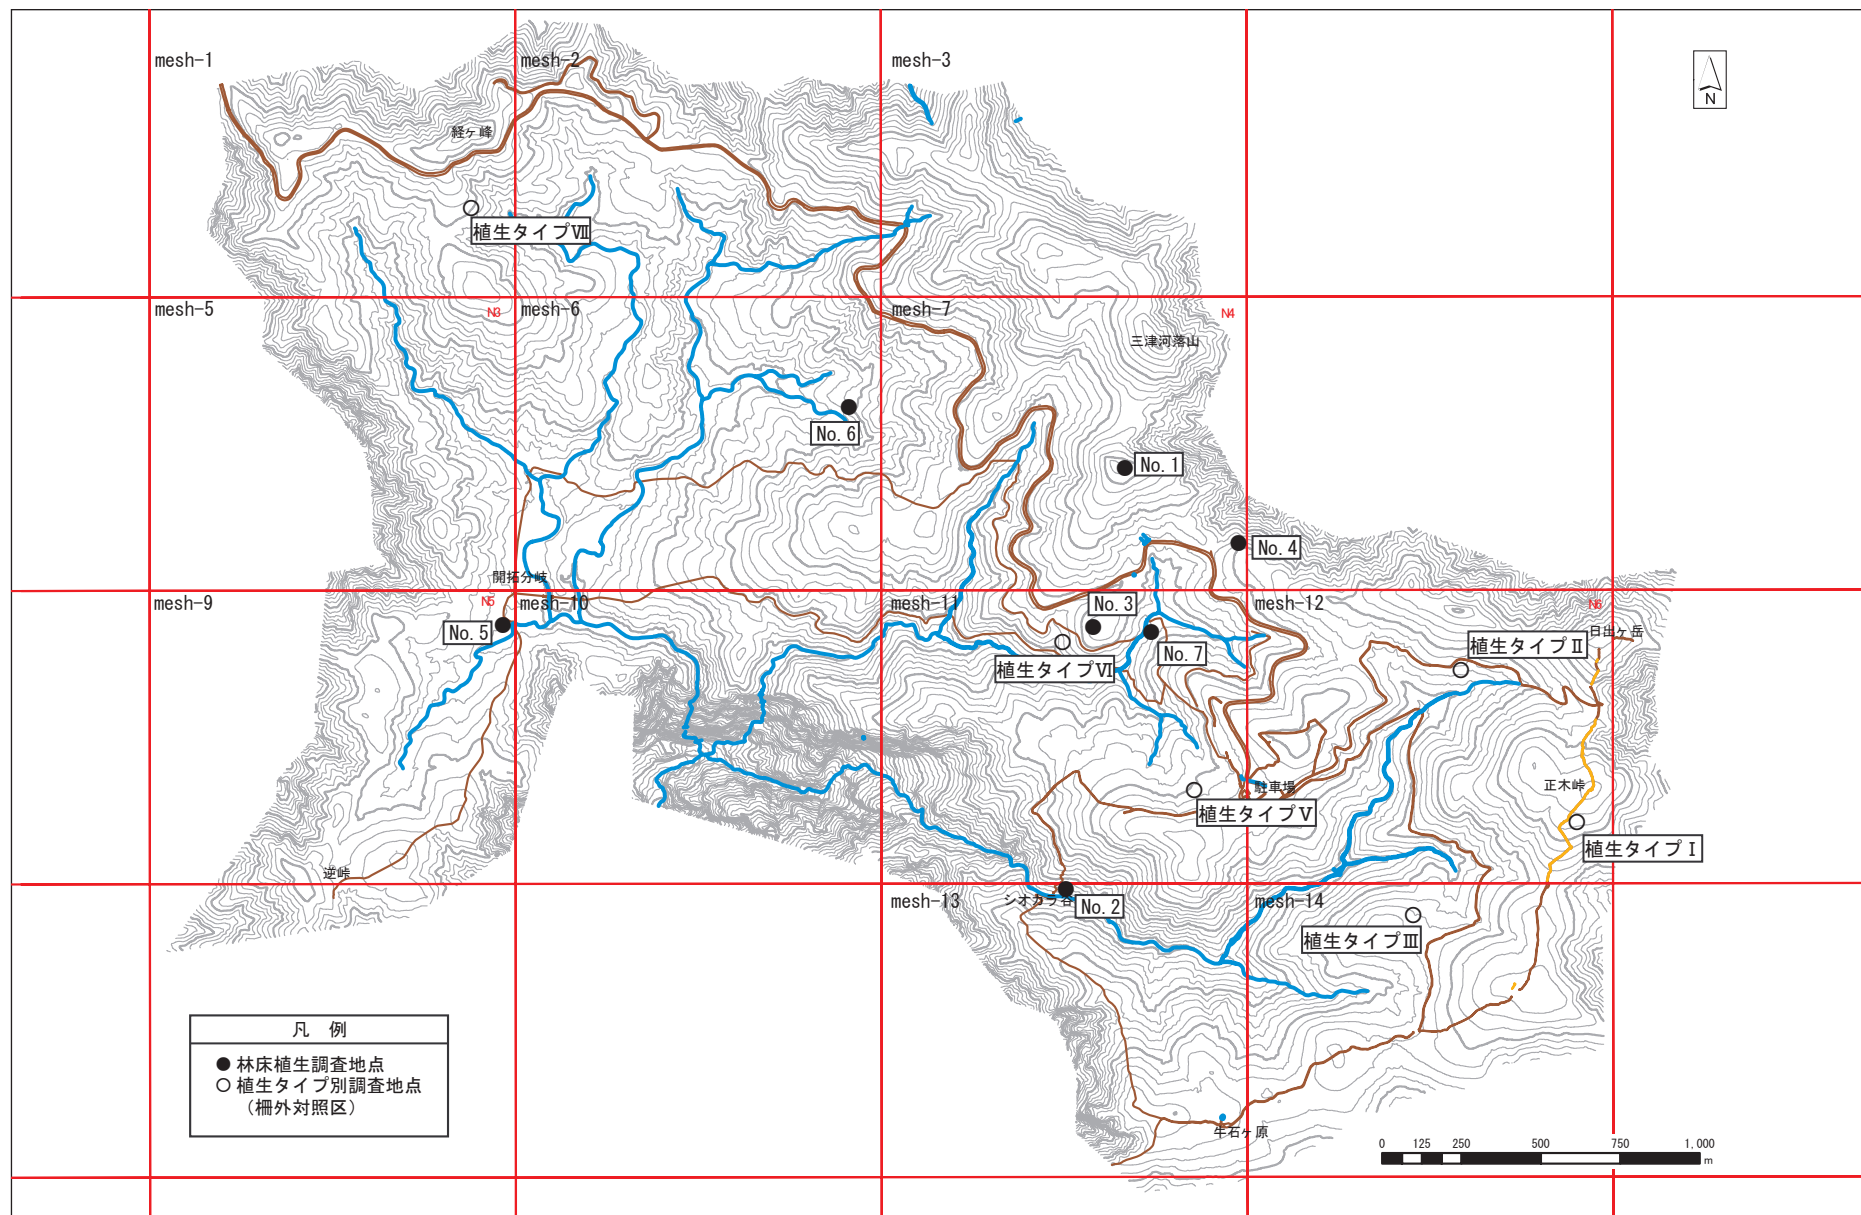 mesh-1
mesh-2
mesh-3
N
経ヶ峰
植生タイプⅦ
mesh-5
mesh-6
mesh-7
N3
N4
三津河落山
No. 6
No. 1
No. 4
開拓分岐
mesh-9
N5
mesh-10
mesh-11
mesh-12
N6
No. 3
No. 5
No. 7
日出ヶ岳
植生タイプⅡ
植生タイプⅥ
駐車場
正木峠
植生タイプⅤ
植生タイプⅠ
逆峠
mesh-13
シオカラ谷
No. 2
mesh-14
植生タイプⅢ
凡 例
● 林床植生調査地点
○ 植生タイプ別調査地点
（柵外対照区）
牛石ヶ原
0 125 250 500 750 1,000
m